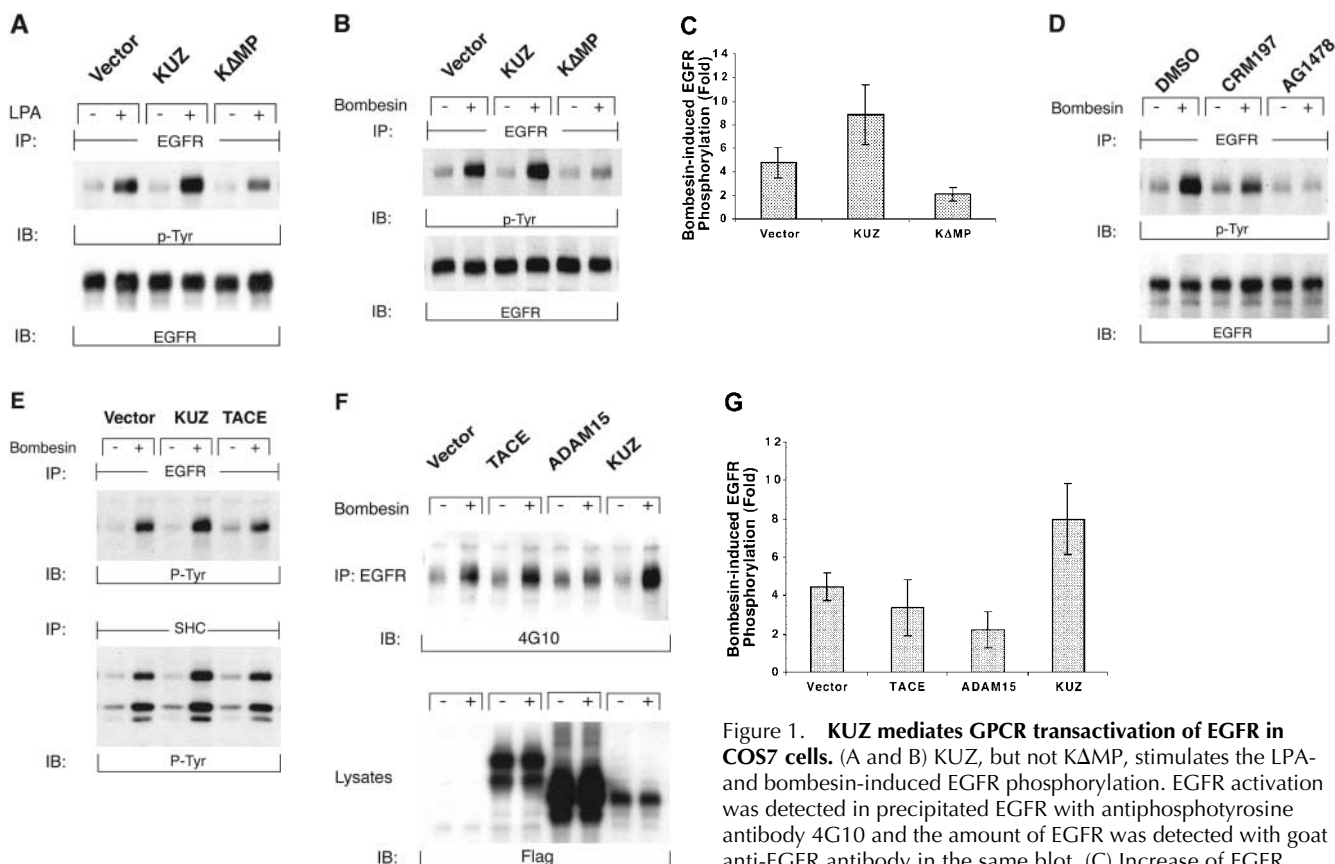 A
Vector KUZ KΔMP
LPA - + - + - +
IP: EGFR
IB: p-Tyr
IB: EGFR
B
Vector KUZ KΔMP
Bombesin - + - + - +
IP: EGFR
IB: p-Tyr
IB: EGFR
C
Bombesin-induced EGFR
Phosphorylation (Fold)
14
12
10
8
6
4
2
0
Vector KUZ KΔMP
D
DMSO CRM197 AG1478
Bombesin - + - + - +
IP: EGFR
IB: p-Tyr
IB: EGFR
E
Vector KUZ TACE
Bombesin - + - + - +
IP: EGFR
IB: P-Tyr
IP: SHC
IB: P-Tyr
F
Vector TACE ADAM15 KUZ
Bombesin - + - + - + - +
IP: EGFR
IB: 4G10
- + - + - + - +
Lysates
IB: Flag
G
Bombesin-induced EGFR
Phosphorylation (Fold)
12
10
8
6
4
2
0
Vector TACE ADAM15 KUZ
Figure 1. KUZ mediates GPCR transactivation of EGFR in
COS7 cells. (A and B) KUZ, but not KΔMP, stimulates the LPA-
and bombesin-induced EGFR phosphorylation. EGFR activation
was detected in precipitated EGFR with antiphosphotyrosine
antibody 4G10 and the amount of EGFR was detected with goat
anti-EGFR antibody in the same blot. (C) Increase of EGFR